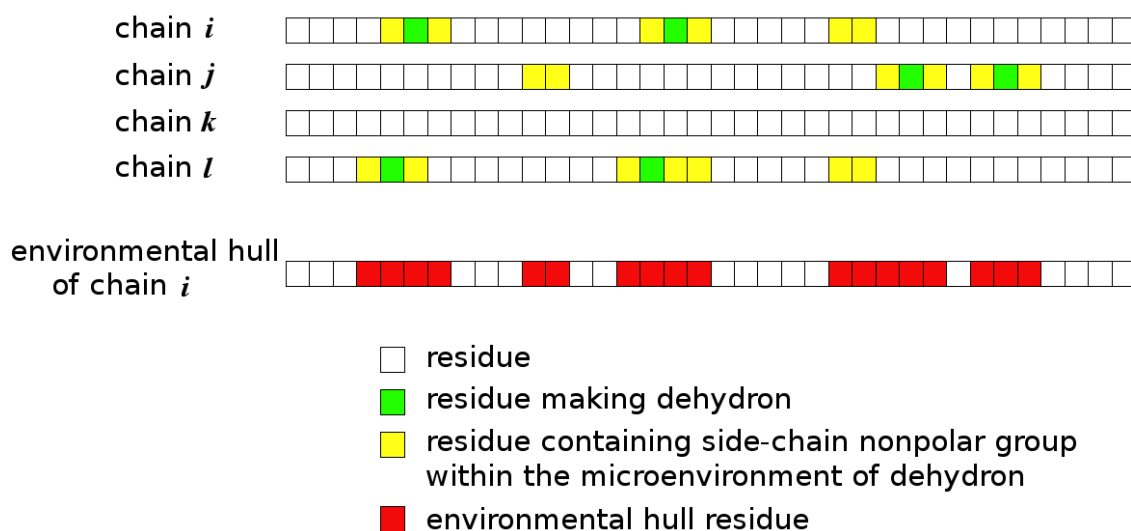 chain i
chain j
chain k
chain l
environmental hull
of chain i
residue
residue making dehydron
residue containing side-chain nonpolar group
within the microenvironment of dehydron
environmental hull residue